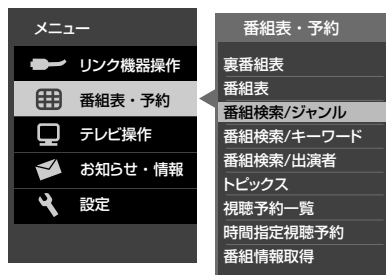 メニュー
リンク機器操作
番組表・予約
テレビ操作
お知らせ・情報
設定
番組表・予約
裏番組表
番組表
番組検索/ジャンル
番組検索/キーワード
番組検索/出演者
トピックス
視聴予約一覧
時間指定視聴予約
番組情報取得